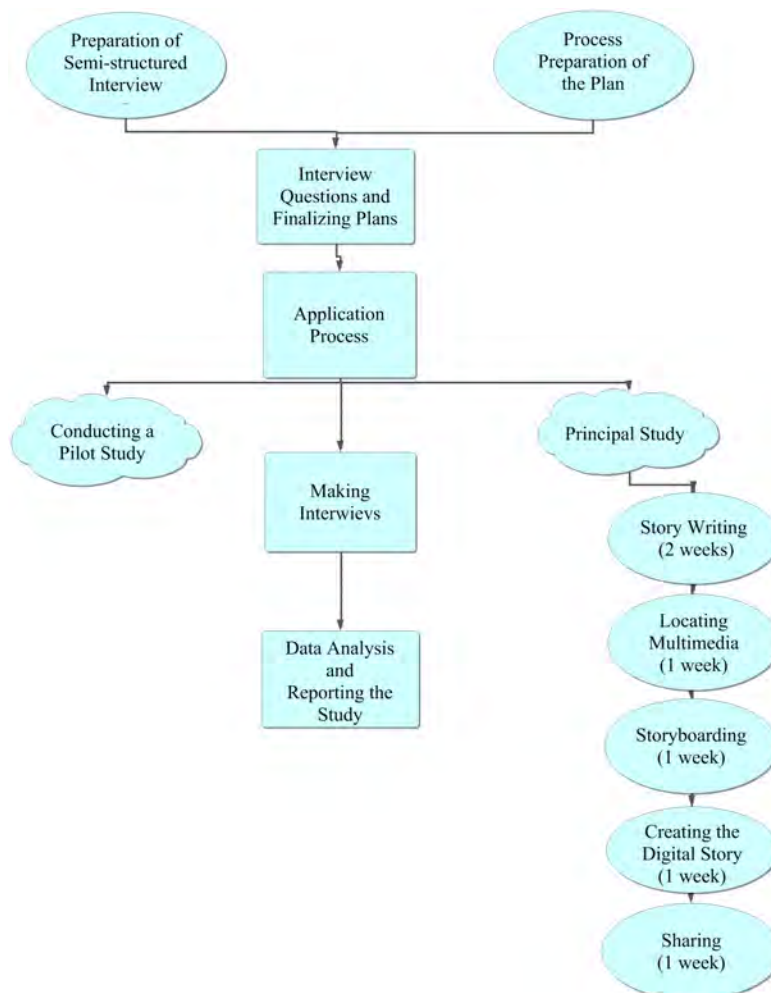 Preparation of
Semi-structured
Interview
Process
Preparation of
the Plan
Interview
Questions and
Finalizing Plans
Application
Process
Conducting a
Pilot Study
Principal Study
Making
Interwievs
Story Writing
(2 weeks)
Locating
Multimedia
(1 week)
Data Analysis
and
Reporting the
Study
Storyboarding
(1 week)
Creating the
Digital Story
(1 week)
Sharing
(1 week)